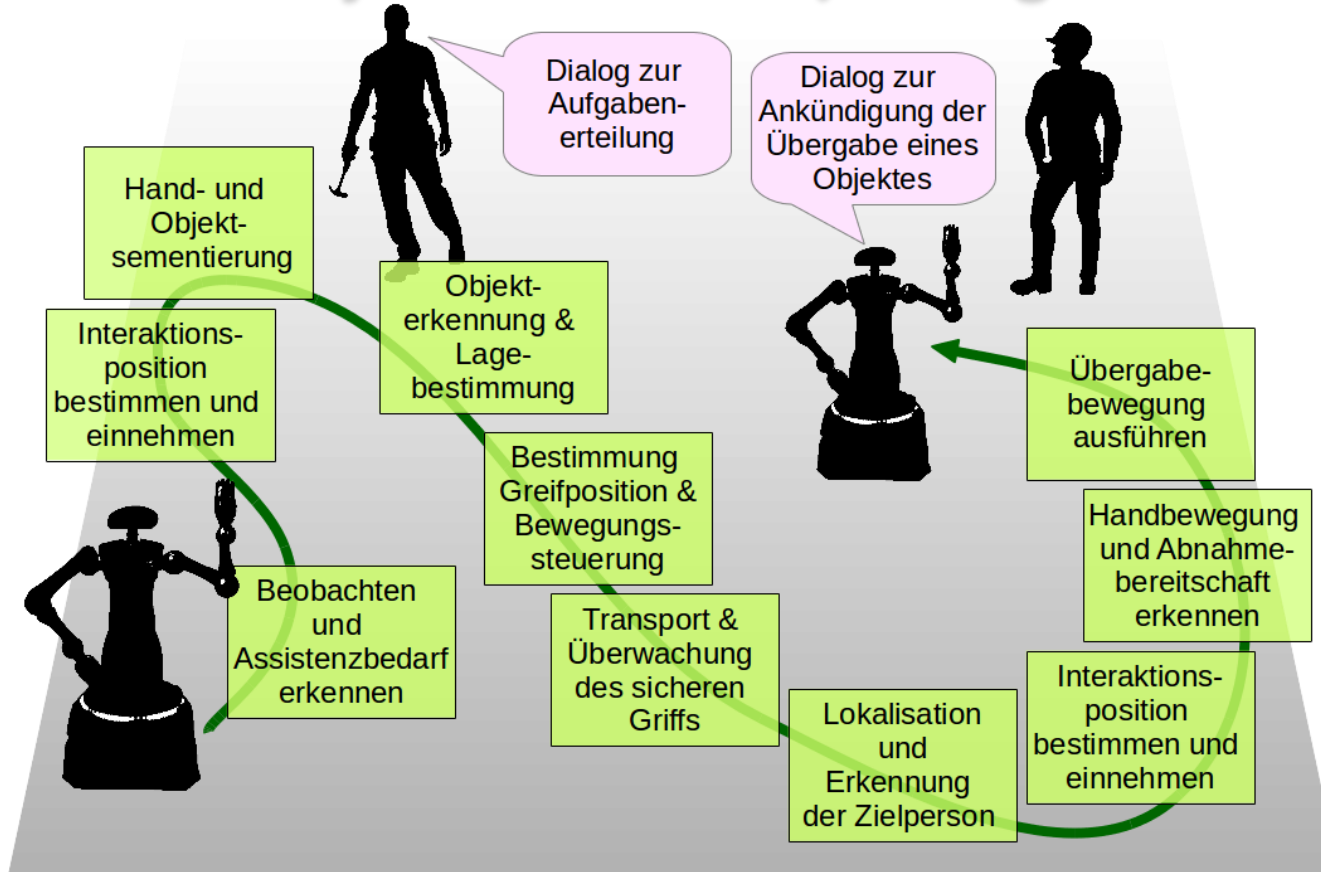 Dialog zur
Aufgaben-
erteilung
Dialog zur
Ankündigung der
Übergabe eines
Objektes
Hand- und
Objekt-
sementierung
Interaktions-
position
bestimmen und
einnehmen
Beobachten
und
Assistenzbedarf
erkennen
Objekt-
erkennung &
Lage-
bestimmung
Bestimmung
Greifposition &
Bewegungs-
steuerung
Transport &
Überwachung
des sicheren
Griffs
Lokalisation
und
Erkennung
der Zielperson
Interaktions-
position
bestimmen und
einnehmen
Handbewegung
und Abnahme-
bereitschaft
erkennen
Übergabe-
bewegung
ausführen